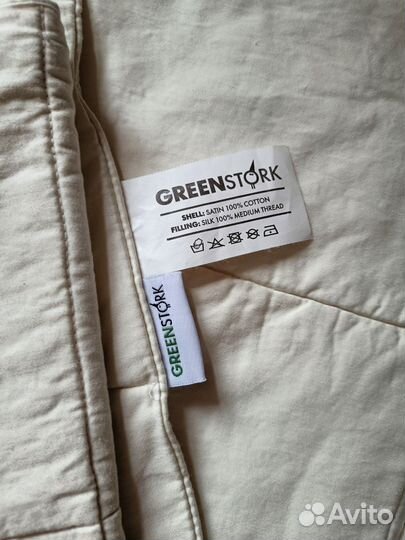 GREENSTORK
SHELL: SATIN 100% COTTON
FILLING: SILK 100% MEDIUM THREAD
GREENSTORK
Avito